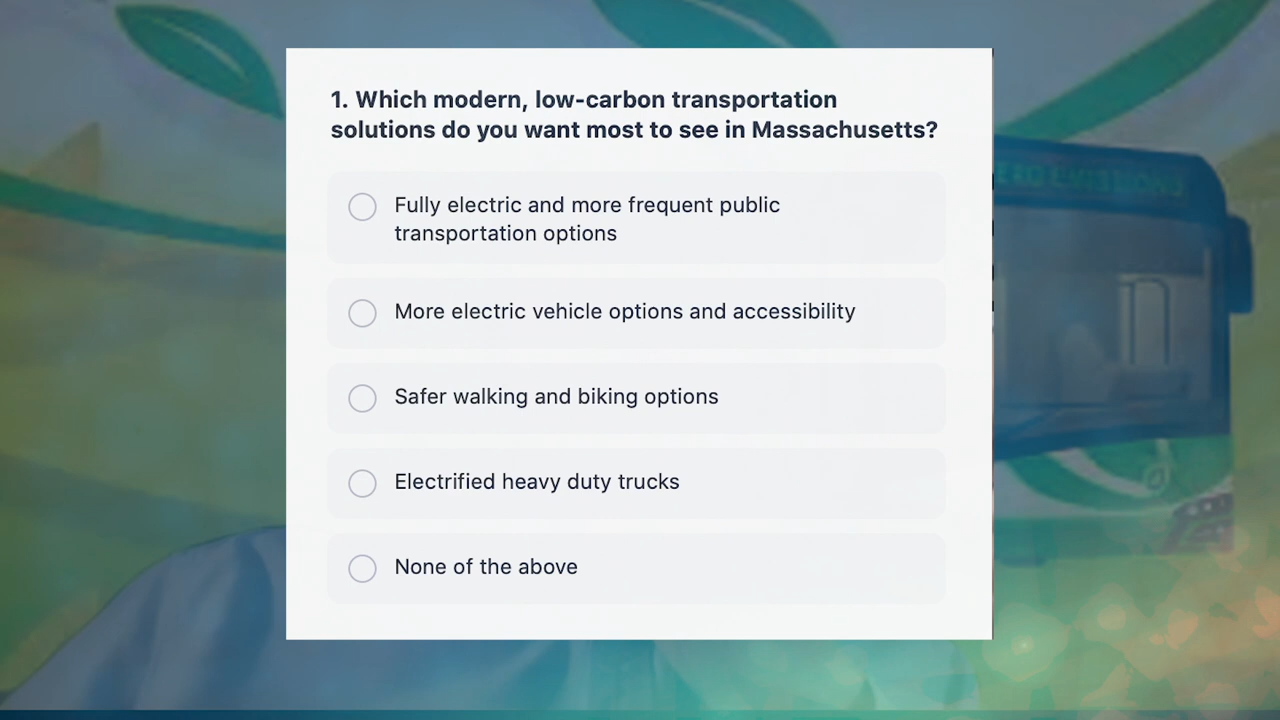 1. Which modern, low-carbon transportation
solutions do you want most to see in Massachusetts?
Fully electric and more frequent public
transportation options
More electric vehicle options and accessibility
Safer walking and biking options
Electrified heavy duty trucks
None of the above
EMISSIONS